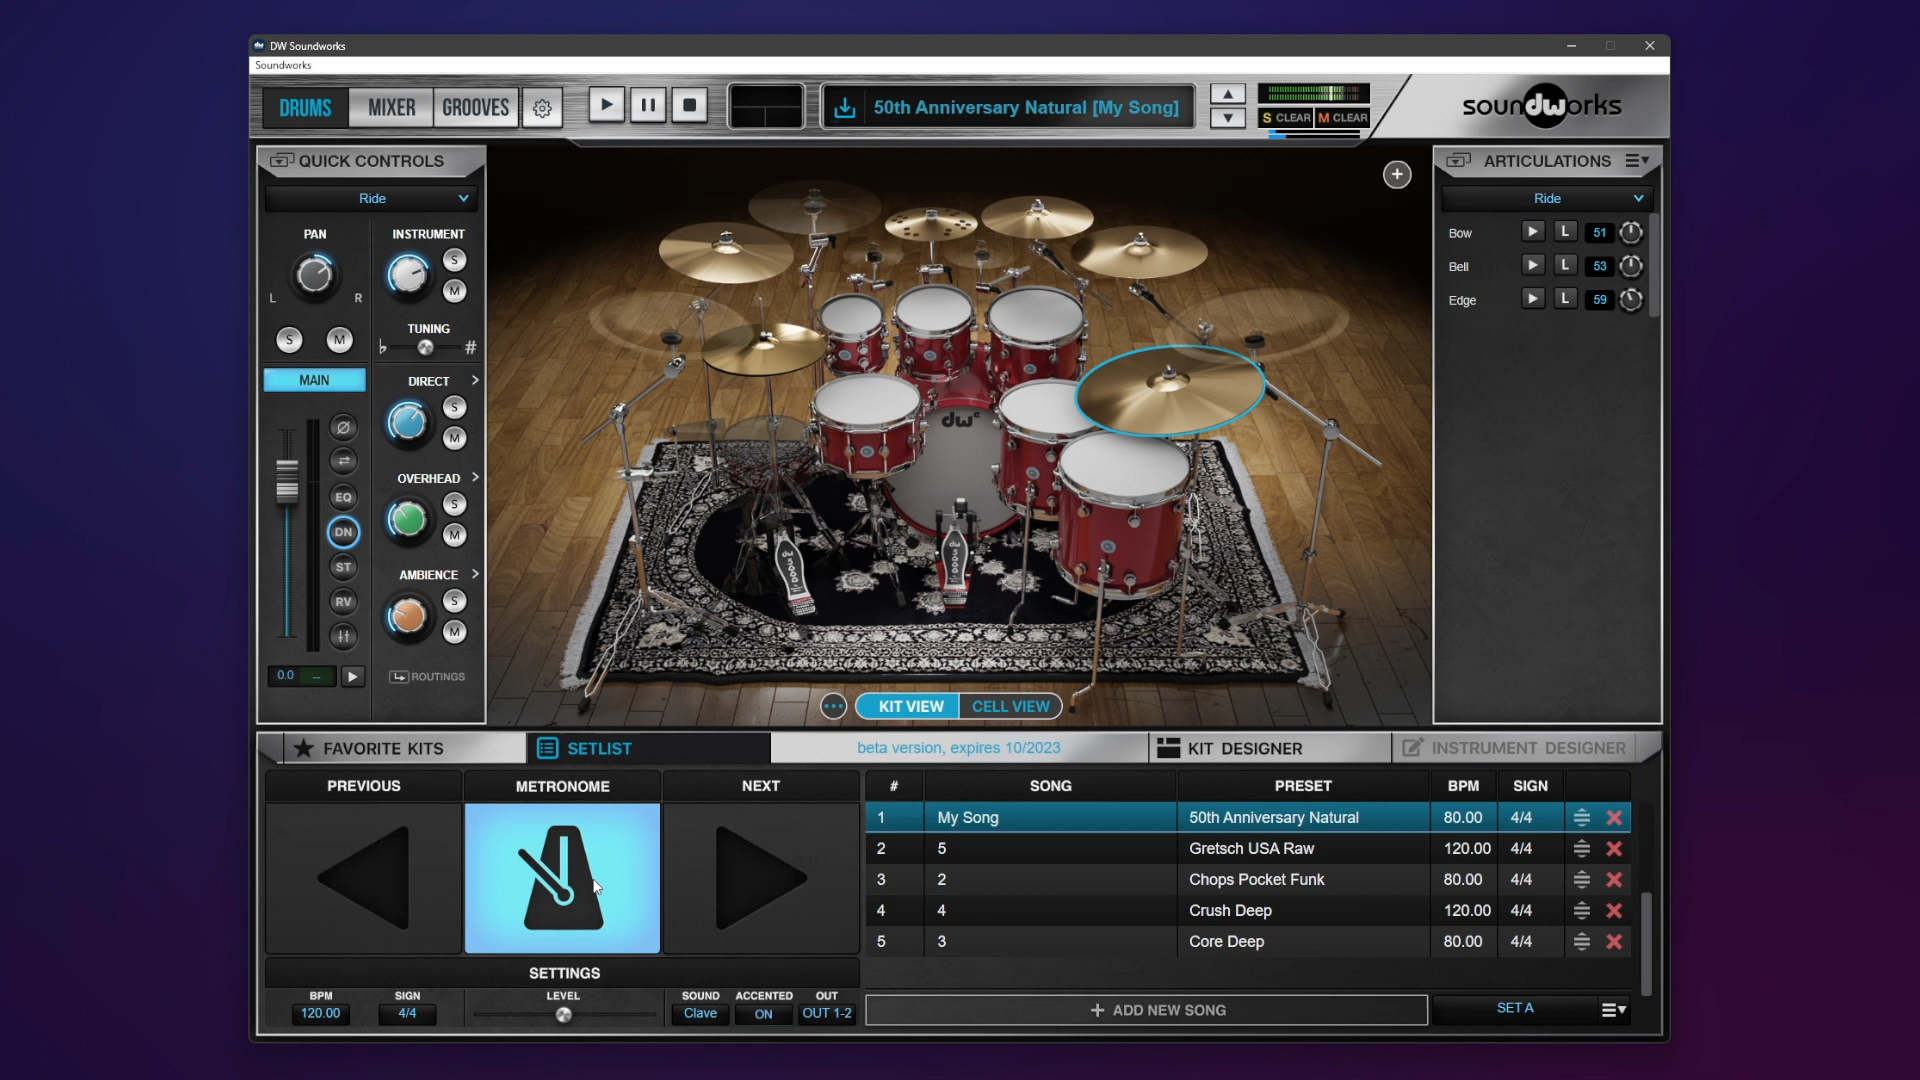 DW Soundworks
Soundworks
DRUMS MIXER GROOVES
50th Anniversary Natural [My Song]
S CLEAR M CLEAR
soundworks
QUICK CONTROLS
Ride
PAN
L R
S M
MAIN
EQ
DN
ST
RV
0.0 --
INSTRUMENT
S
M
TUNING
♭ #
DIRECT >
S
M
OVERHEAD >
S
M
AMBIENCE >
S
M
ROUTINGS
dw
dw 5000
dw 5000
KIT VIEW CELL VIEW
ARTICULATIONS
Ride
Bow L 51
Bell L 53
Edge L 59
FAVORITE KITS SETLIST beta version, expires 10/2023 KIT DESIGNER INSTRUMENT DESIGNER
PREVIOUS METRONOME NEXT
SETTINGS
BPM SIGN LEVEL SOUND ACCENTED OUT
120.00 4/4 Clave ON OUT 1-2
# SONG PRESET BPM SIGN
1 My Song 50th Anniversary Natural 80.00 4/4
2 5 Gretsch USA Raw 120.00 4/4
3 2 Chops Pocket Funk 80.00 4/4
4 4 Crush Deep 120.00 4/4
5 3 Core Deep 80.00 4/4
+ ADD NEW SONG SET A